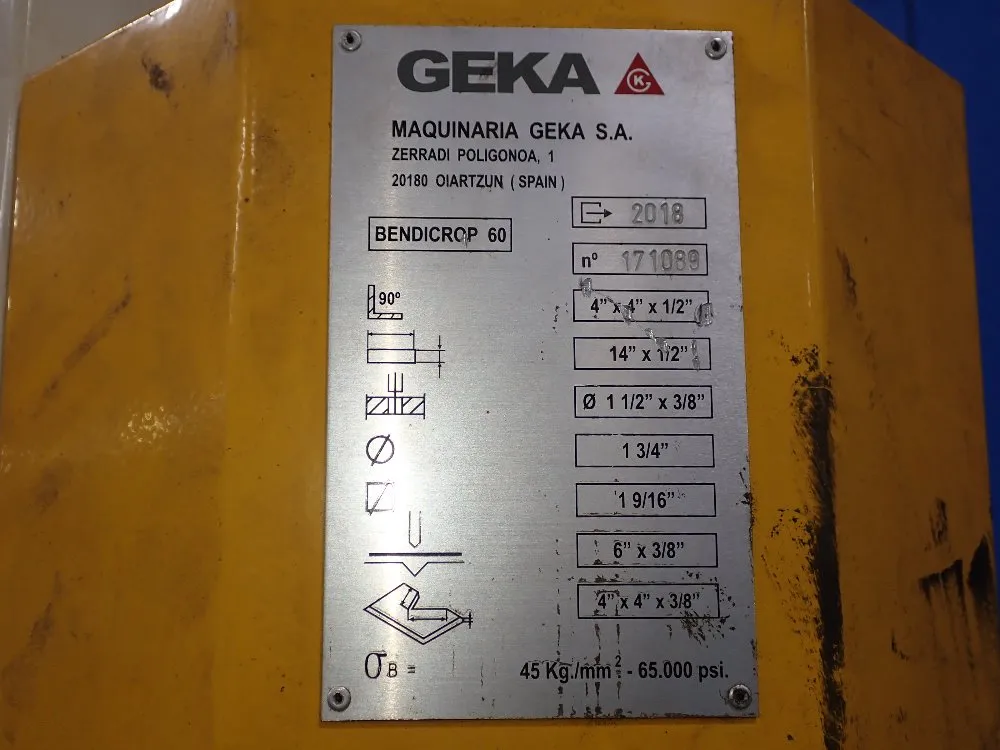 GEKA
MAQUINARIA GEKA S.A.
ZERRADI POLIGONOA, 1
20180 OIARTZUN ( SPAIN )
BENDICROP 60
2018
nº 171089
90º
4” x 4” x 1/2”
14” x 1/2”
Ø 1 1/2” x 3/8”
Ø 1 3/4”
1 9/16”
6” x 3/8”
4” x 4” x 3/8”
σB = 45 Kg./mm² - 65.000 psi.